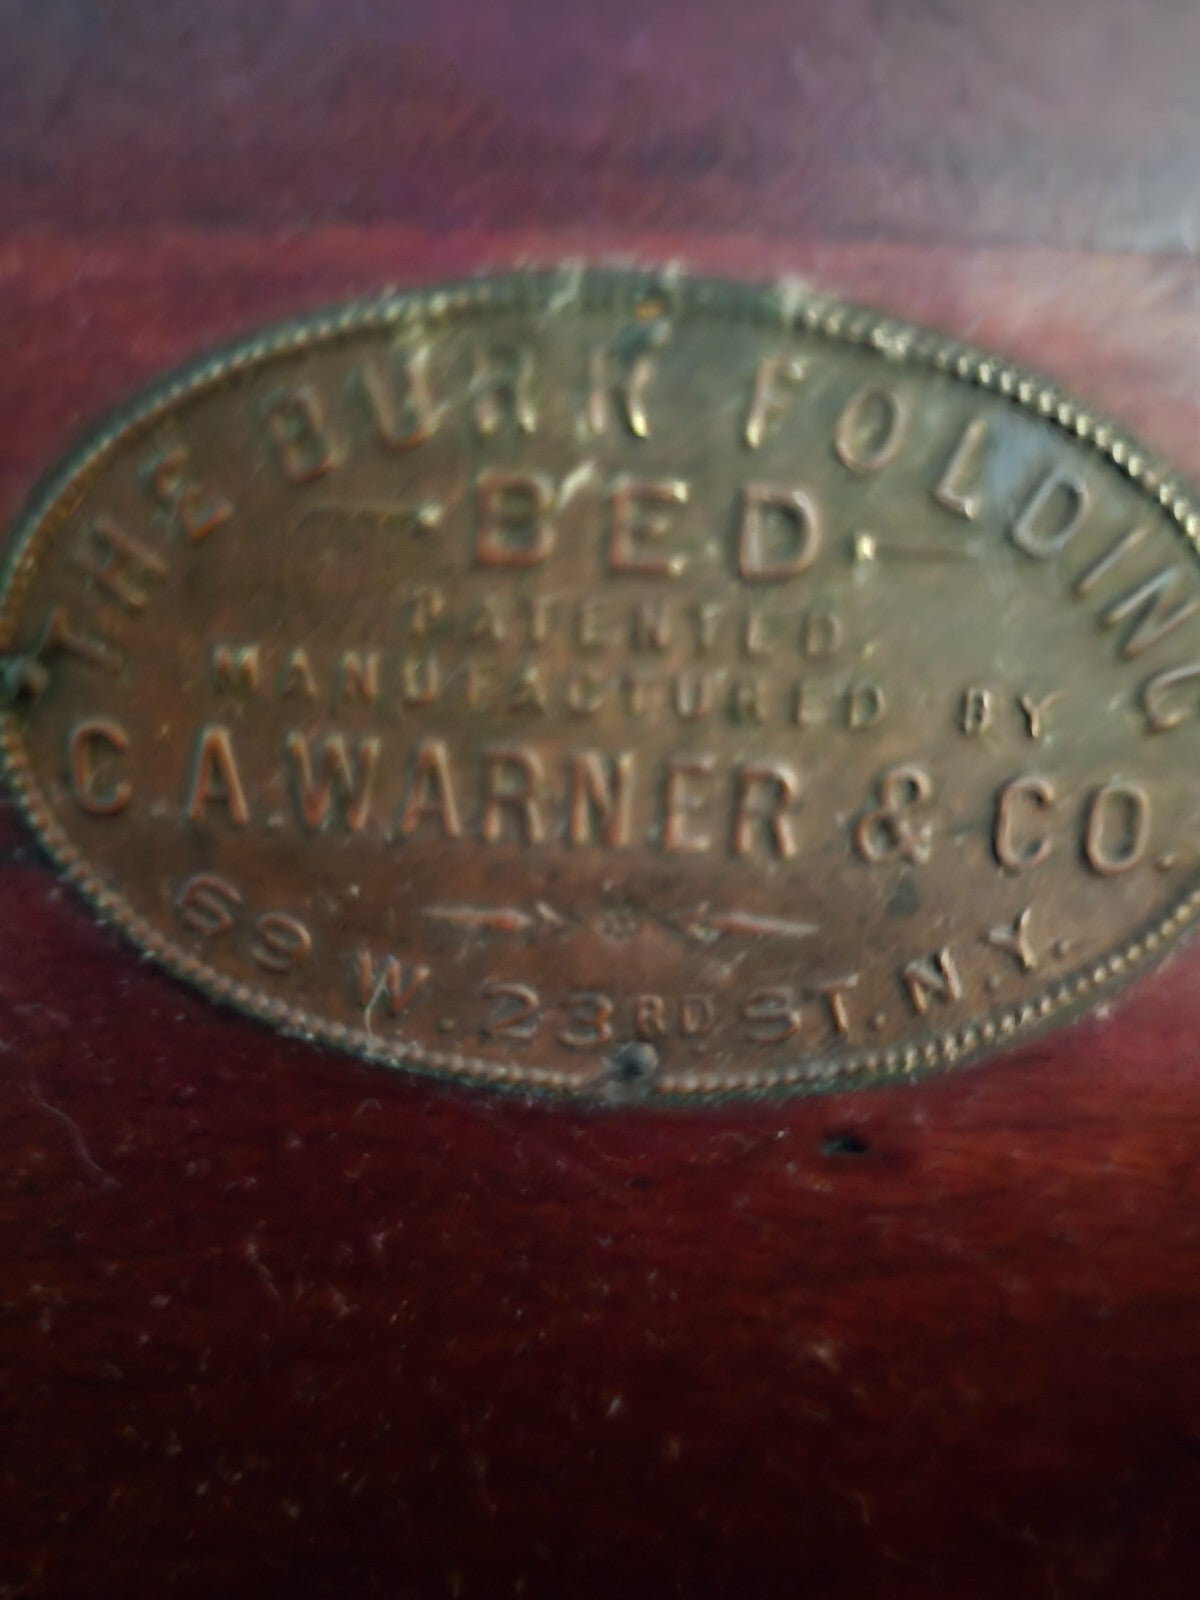 THE BURR FOLDING
BED.
PATENTED.
MANUFACTURED BY
C.A.WARNER & CO.
69 W. 23RD ST. N.Y.